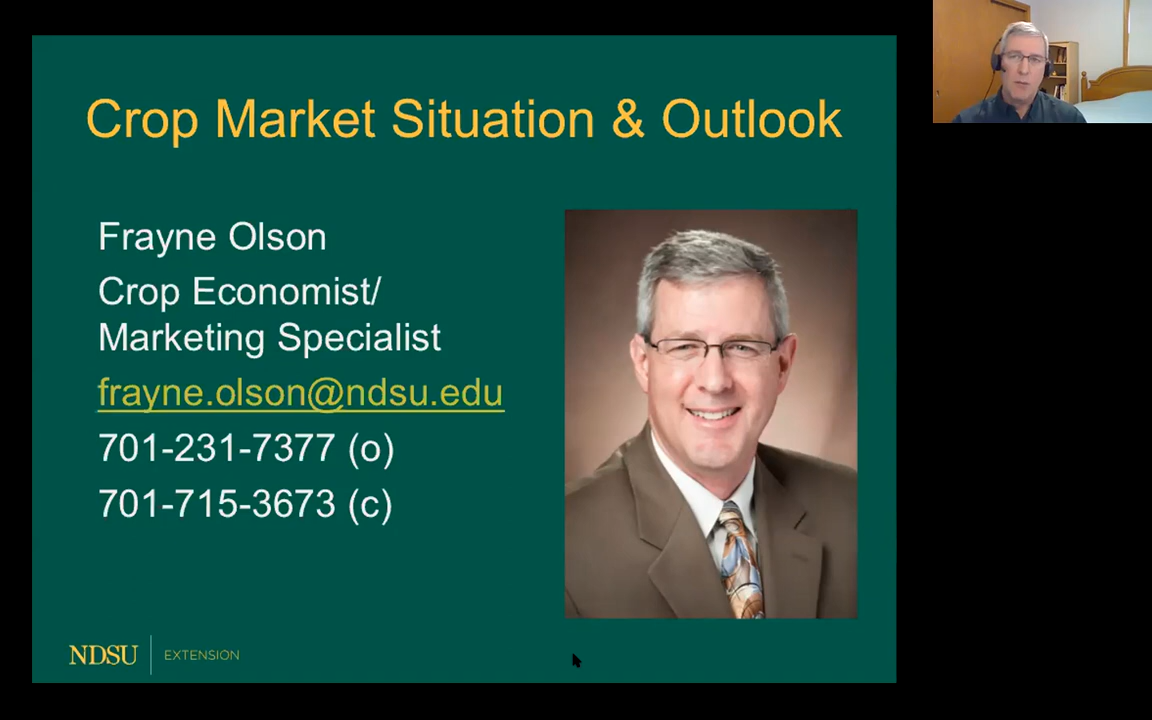 Crop Market Situation & Outlook
Frayne Olson
Crop Economist/
Marketing Specialist
frayne.olson@ndsu.edu
701-231-7377 (o)
701-715-3673 (c)
NDSU | EXTENSION